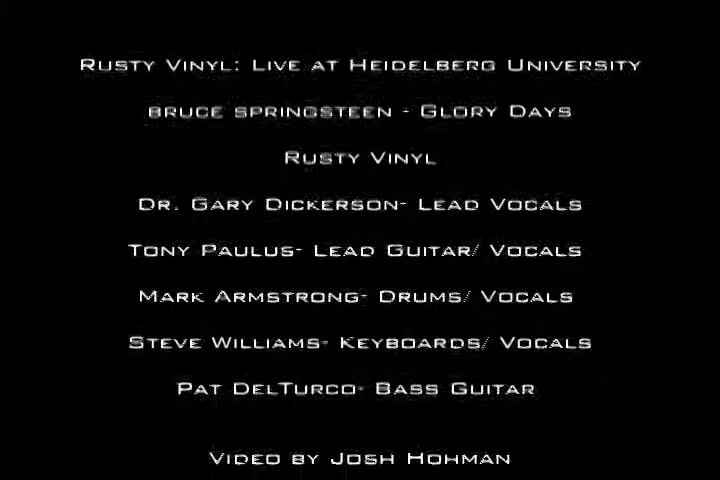 Rusty Vinyl: Live at Heidelberg University
bruce springsteen - Glory Days
Rusty Vinyl
Dr. Gary Dickerson- Lead Vocals
Tony Paulus- Lead Guitar/ Vocals
Mark Armstrong- Drums/ Vocals
Steve Williams- Keyboards/ Vocals
Pat DelTurco- Bass Guitar
Video by Josh Hohman